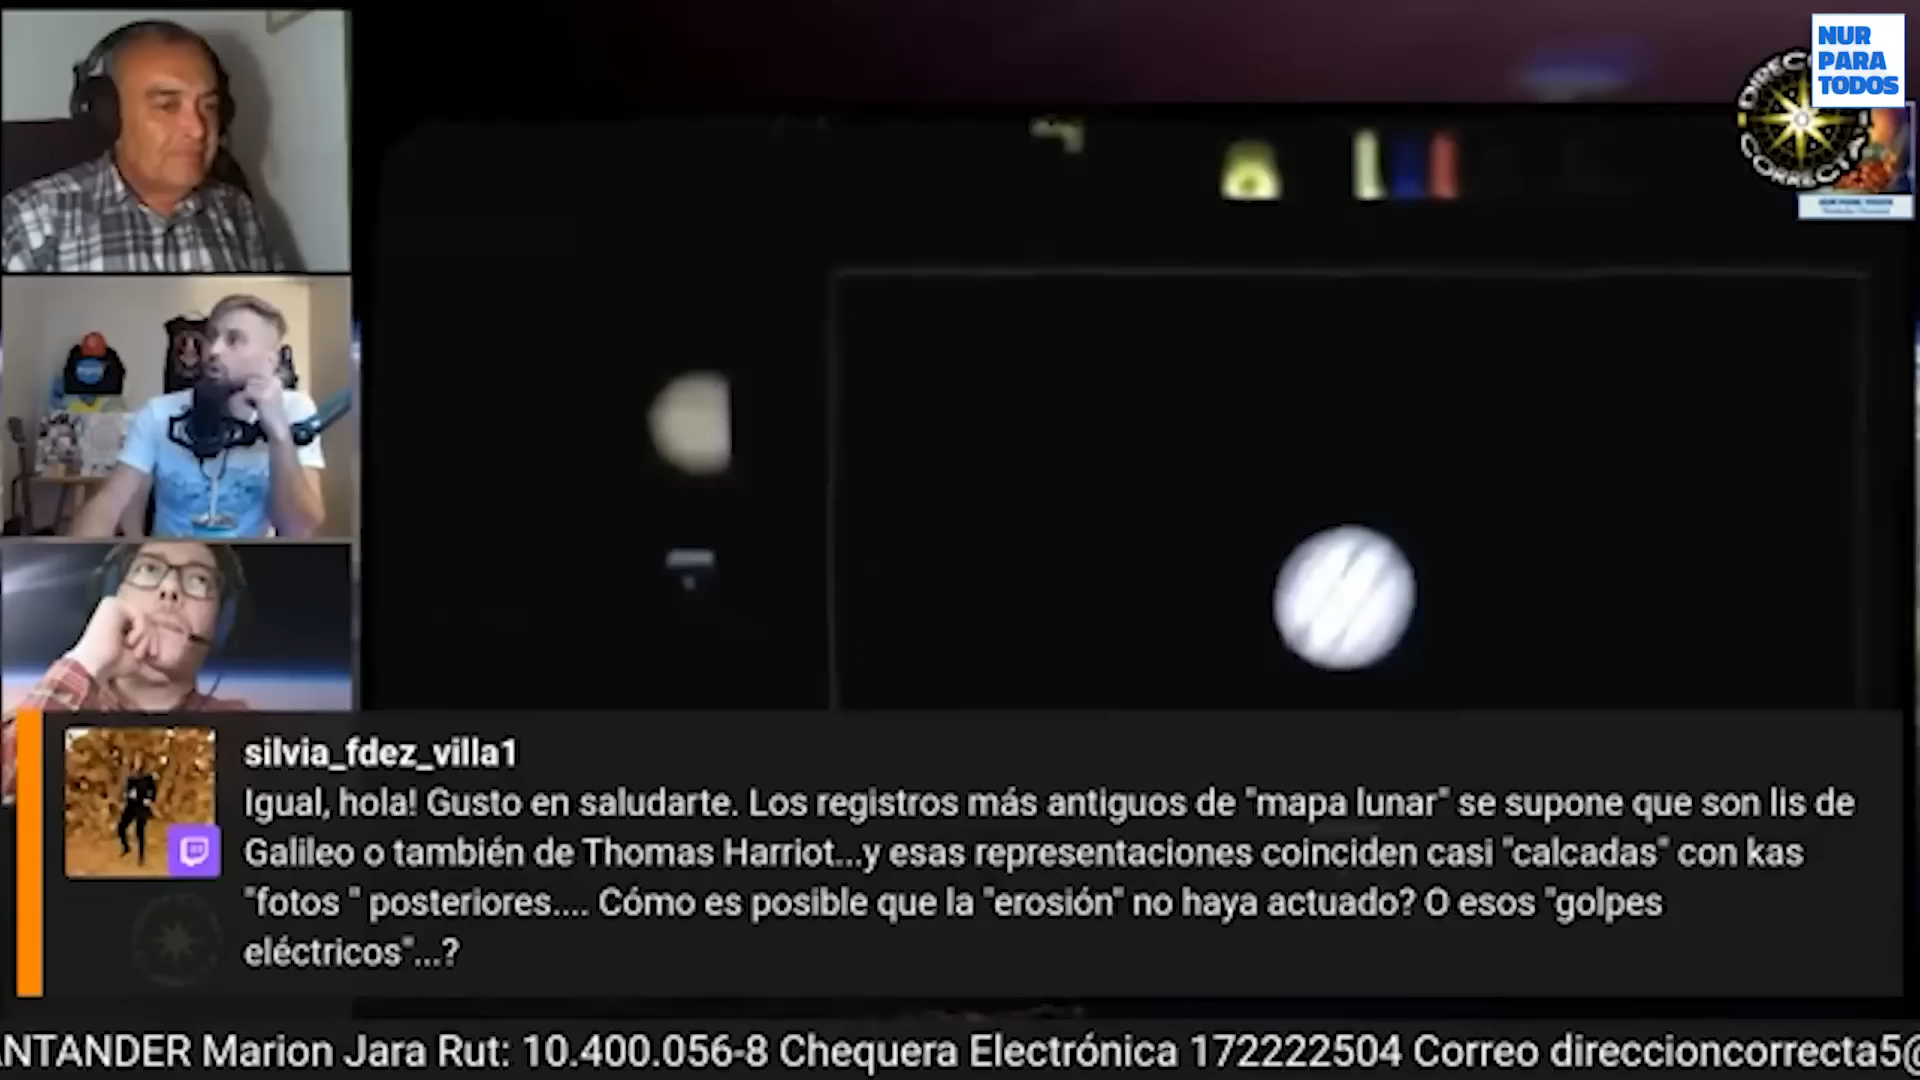 NUR
PARA
TODOS
DIRECC
CORRECTA
silvia_fdez_villa1
Igual, hola! Gusto en saludarte. Los registros más antiguos de "mapa lunar" se supone que son lis de
Galileo o también de Thomas Harriot...y esas representaciones coinciden casi "calcadas" con kas
"fotos " posteriores.... Cómo es posible que la "erosión" no haya actuado? O esos "golpes
eléctricos"...?
ANTANDER Marion Jara Rut: 10.400.056-8 Chequera Electrónica 172222504 Correo direccioncorrecta5@